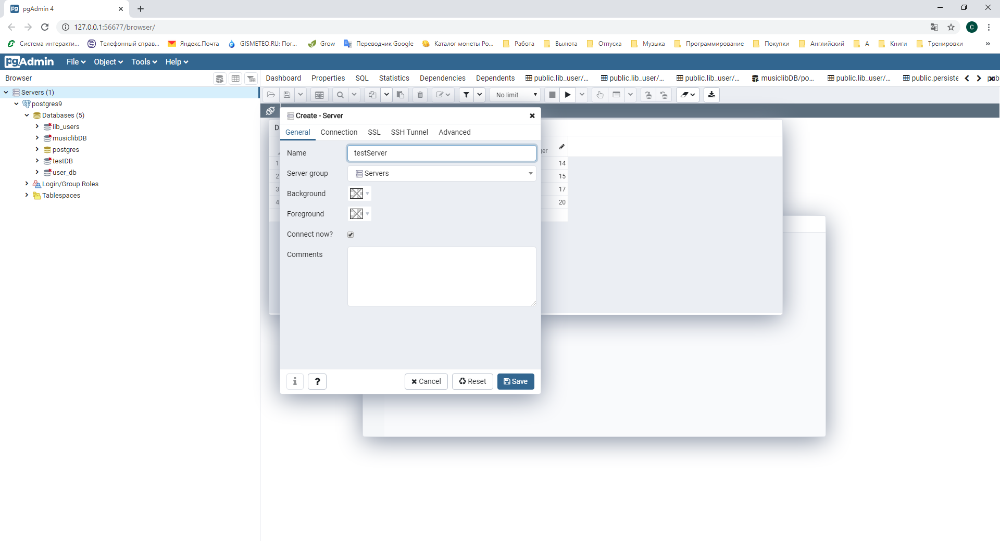 pgAdmin 4
127.0.0.1:56677/browser/
Система интеракти... Телефонный справ... Яндекс.Почта GISMETEO.RU: Пог... Grow Переводчик Google Каталог монеты Ро... Работа Вылюта Отпуска Музыка Программирование Покупки Английский А Книги Тренировки »
pgAdmin File Object Tools Help
Browser
Dashboard Properties SQL Statistics Dependencies Dependents public.lib_user/... public.lib_user/... public.lib_user/... musiclibDB/po... public.lib_user/... public.persiste
No limit
Servers (1)
postgres9
Databases (5)
lib_users
musiclibDB
postgres
testDB
user_db
Login/Group Roles
Tablespaces
Create - Server
General Connection SSL SSH Tunnel Advanced
Name testServer
Server group Servers
Background
Foreground
Connect now?
Comments
i ? Cancel Reset Save
D
ger
1 14
2 15
3 17
4 20
C